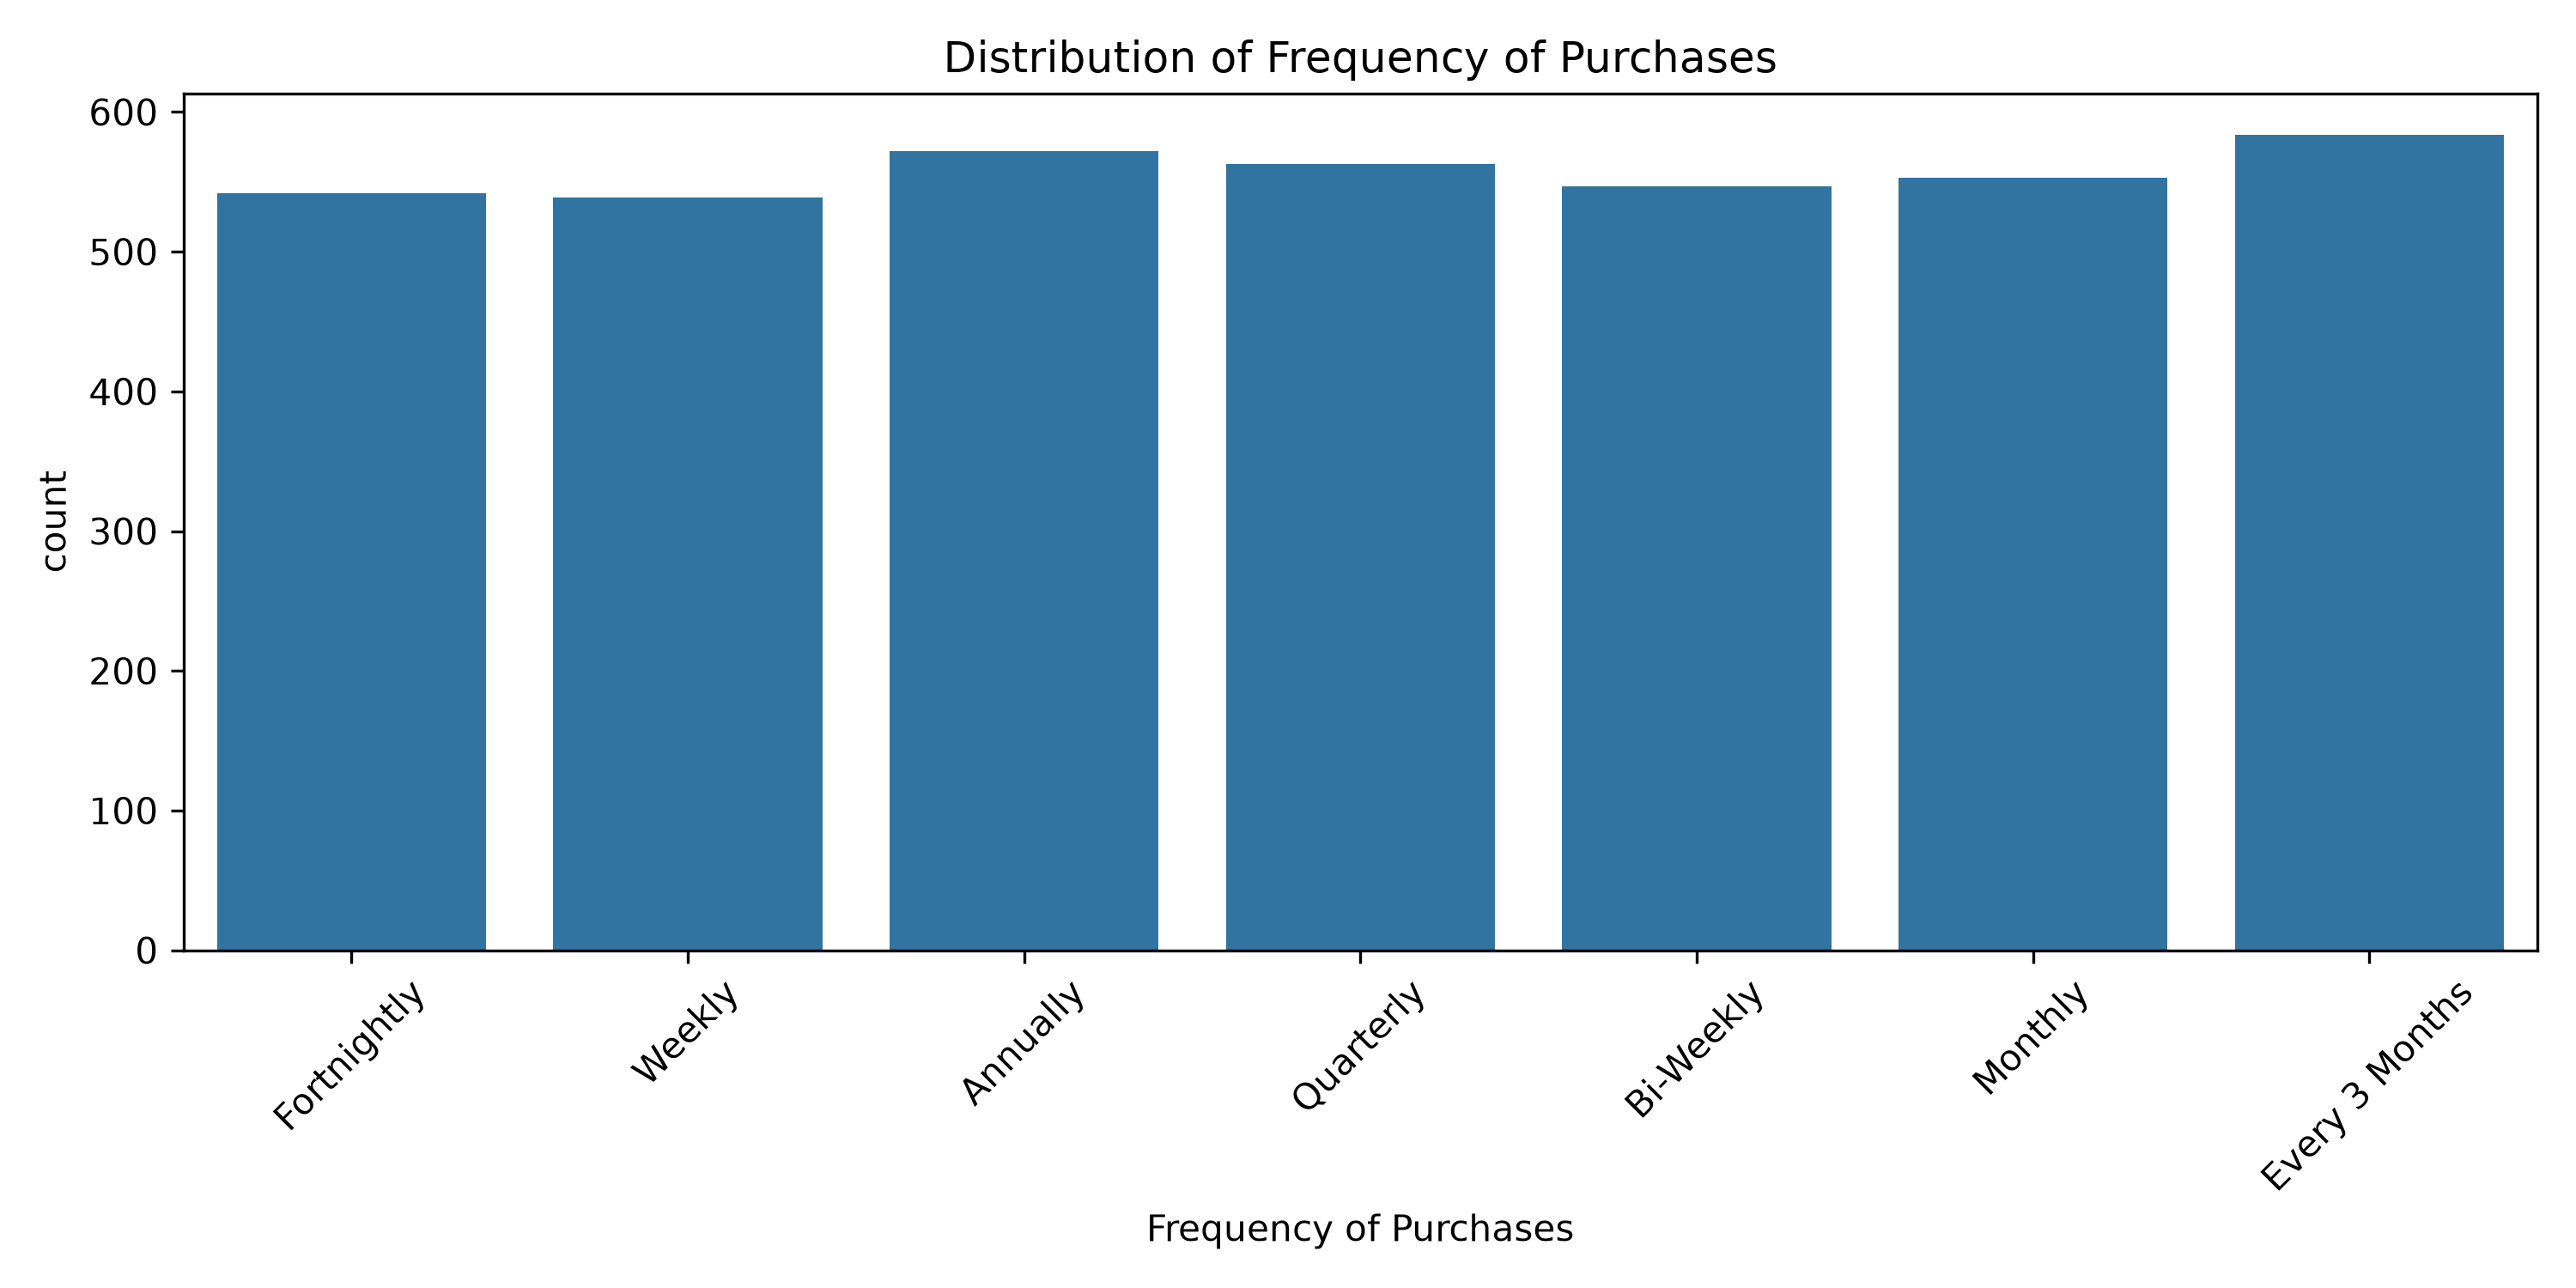 Distribution of Frequency of Purchases
600
500
400
300
200
100
0
count
Fortnightly
Weekly
Annually
Quarterly
Bi-Weekly
Monthly
Every 3 Months
Frequency of Purchases